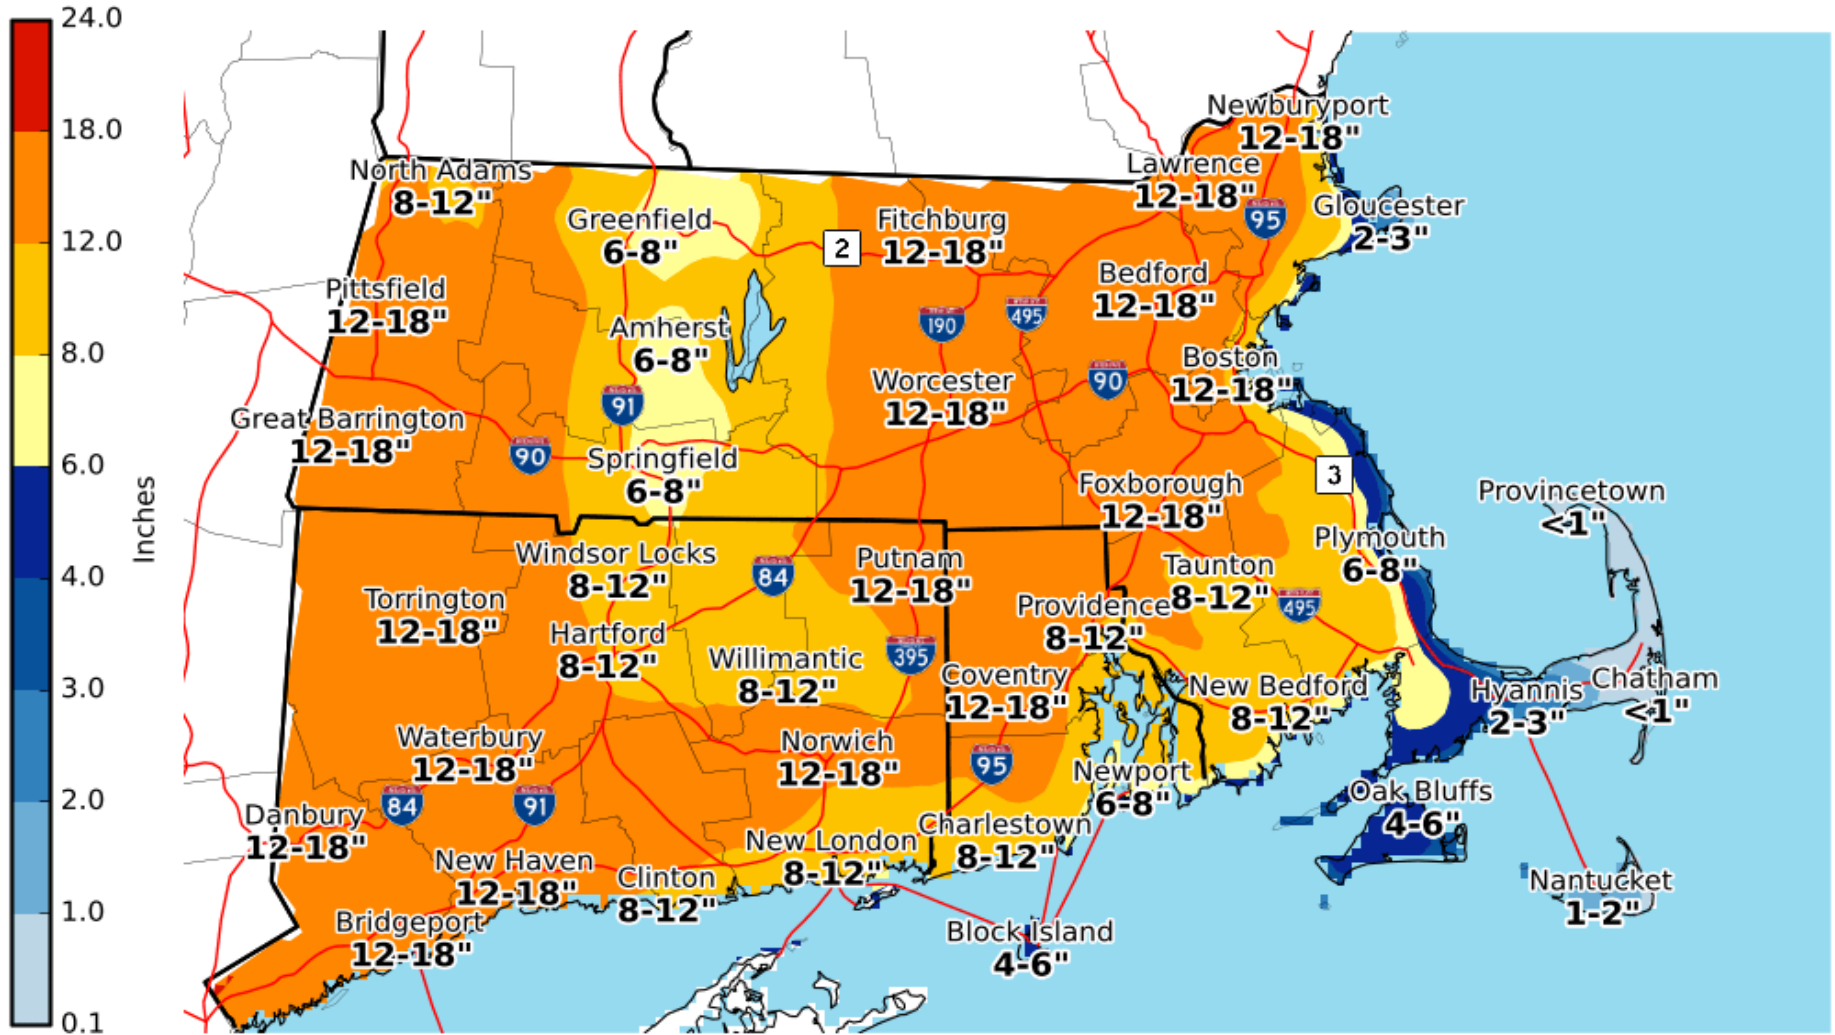 24.0
18.0
12.0
8.0
6.0
4.0
3.0
2.0
1.0
0.1
Inches
Newburyport
12-18"
North Adams
8-12"
Lawrence
12-18"
95
Gloucester
2-3"
Greenfield
6-8"
2
Fitchburg
12-18"
Bedford
12-18"
Pittsfield
12-18"
190
495
Amherst
6-8"
Boston
12-18"
90
Worcester
12-18"
91
Great Barrington
12-18"
90
Springfield
6-8"
3
Foxborough
12-18"
Provincetown
<1"
Plymouth
6-8"
Windsor Locks
8-12"
84
Putnam
12-18"
Taunton
8-12"
495
Torrington
12-18"
Providence
8-12"
Hartford
8-12"
395
Willimantic
8-12"
Coventry
12-18"
New Bedford
8-12"
Hyannis
2-3"
Chatham
<1"
Waterbury
12-18"
Norwich
12-18"
95
Newport
6-8"
84
91
Oak Bluffs
4-6"
Danbury
12-18"
Charlestown
8-12"
New London
8-12"
New Haven
12-18"
Clinton
8-12"
Nantucket
1-2"
Bridgeport
12-18"
Block Island
4-6"